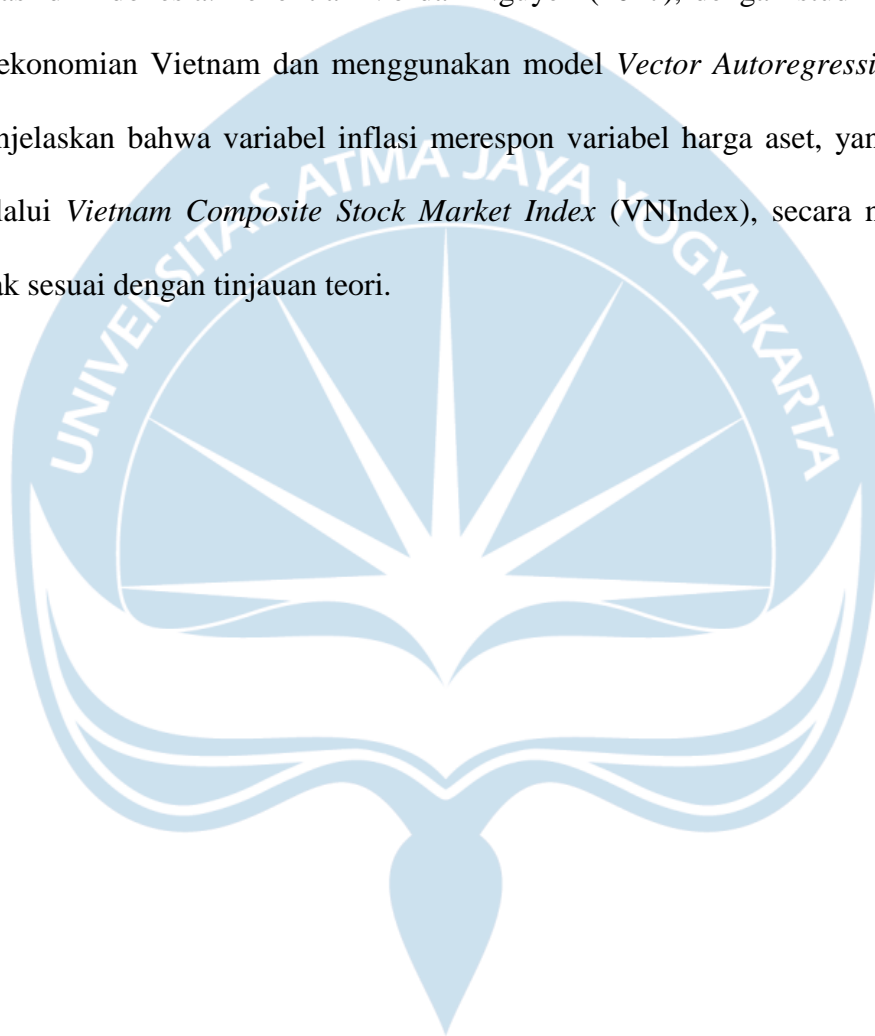 ekonomian Vietnam dan menggunakan model Vector Autoregressi
njelaskan bahwa variabel inflasi merespon variabel harga aset, yan
lalui Vietnam Composite Stock Market Index (VNIndex), secara n
ak sesuai dengan tinjauan teori.
UNIVERSITAS ATMA JAYA YOGYAKARTA